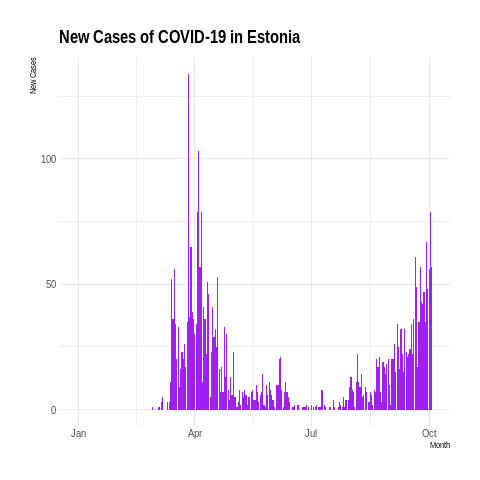 New Cases of COVID-19 in Estonia
New Cases
100
50
0
Jan Apr Jul Oct
Month